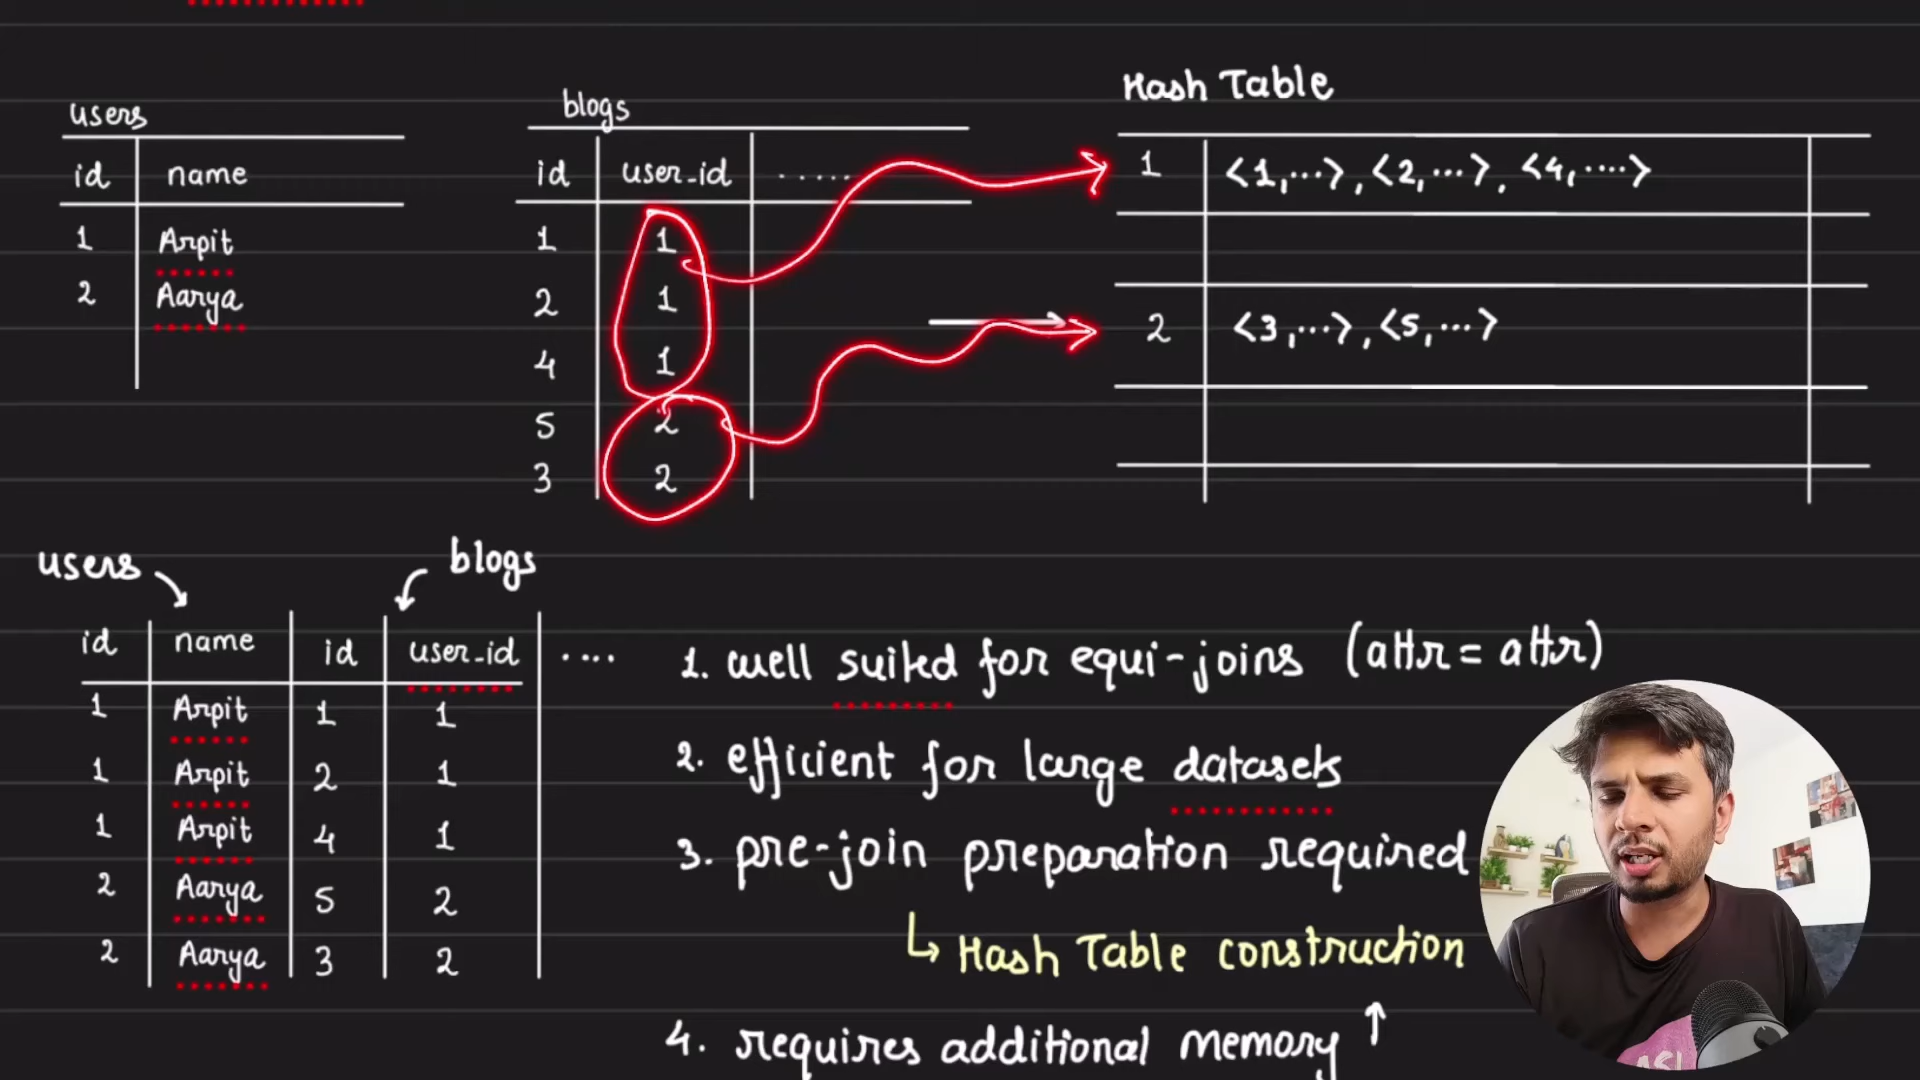 users
id name
1 Arpit
2 Aarya
blogs
id user_id .....
1 1
2 1
4 1
5 2
3 2
Hash Table
1 <1,...>, <2,...>, <4,....>
2 <3,...>, <5,...>
users
blogs
id name id user_id ....
1 Arpit 1 1
1 Arpit 2 1
1 Arpit 4 1
2 Aarya 5 2
2 Aarya 3 2
1. well suited for equi-joins (attr = attr)
2. efficient for large datasets
3. pre-join preparation required
↳ Hash Table construction
4. requires additional memory ↑